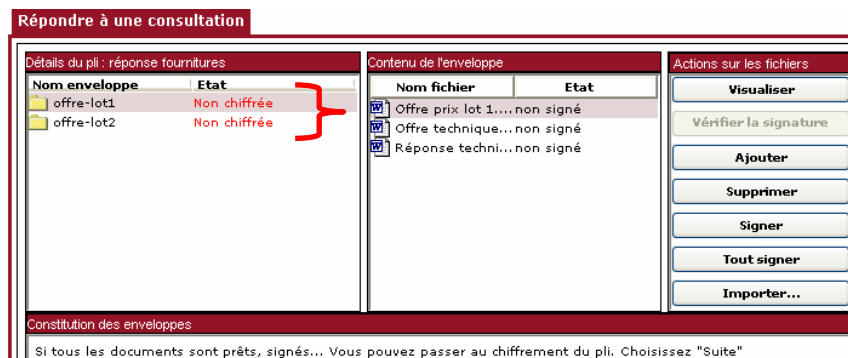 Répondre à une consultation
Détails du pli : réponse fournitures
Nom enveloppe Etat
offre-lot1 Non chiffrée
offre-lot2 Non chiffrée
Contenu de l'enveloppe
Nom fichier Etat
Offre prix lot 1.... non signé
Offre technique... non signé
Réponse techni... non signé
Actions sur les fichiers
Visualiser
Vérifier la signature
Ajouter
Supprimer
Signer
Tout signer
Importer...
Constitution des enveloppes
Si tous les documents sont prêts, signés... Vous pouvez passer au chiffrement du pli. Choisissez "Suite"